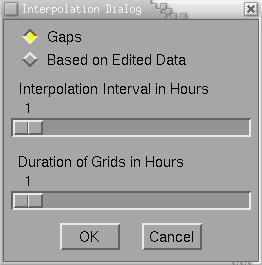 Interpolation Dialog
Gaps
Based on Edited Data
Interpolation Interval in Hours
1
Duration of Grids in Hours
1
OK
Cancel